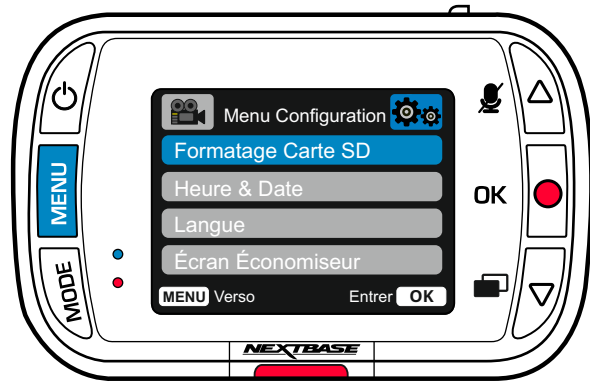 MENU
MODE
Menu Configuration
Formatage Carte SD
Heure & Date
Langue
Écran Économiseur
MENU Verso Entrer OK
OK
NEXTBASE